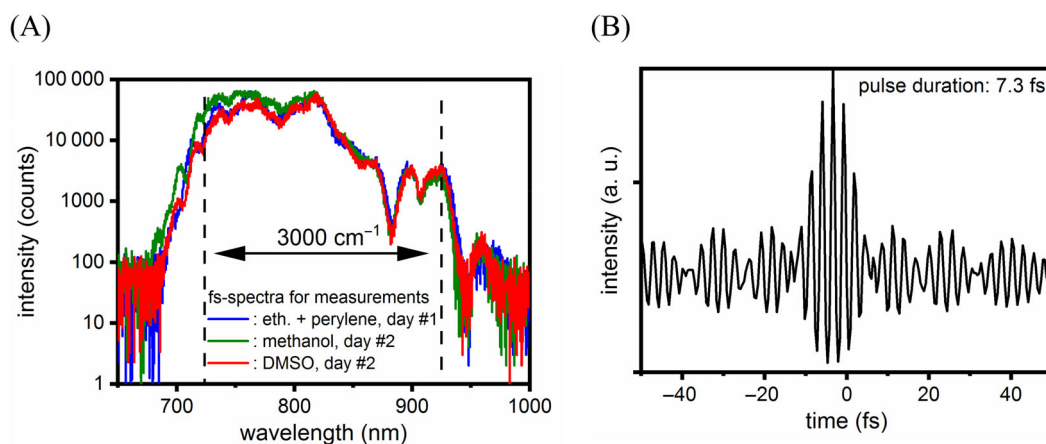 (A)
(B)
100 000
10 000
1000
100
10
1
intensity (counts)
3000 cm⁻¹
fs-spectra for measurements
: eth. + perylene, day #1
: methanol, day #2
: DMSO, day #2
700
800
900
1000
wavelength (nm)
pulse duration: 7.3 fs
intensity (a. u.)
−40
−20
0
20
40
time (fs)